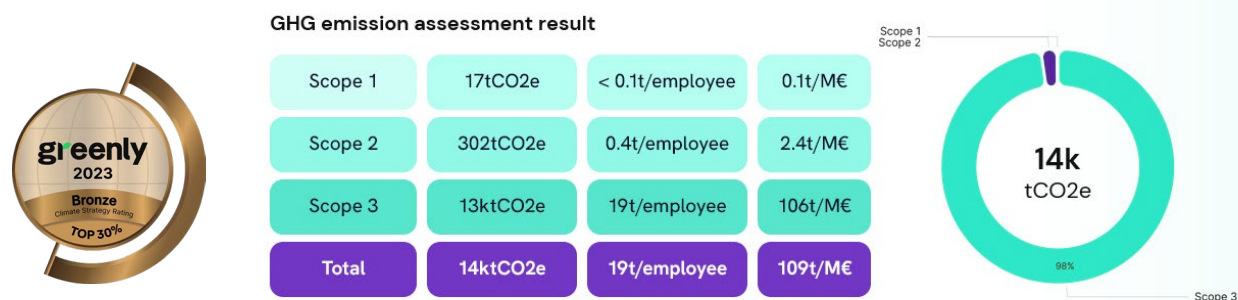 greenly
2023
Bronze
Climate Strategy Rating
TOP 30%
GHG emission assessment result
Scope 1 17tCO2e < 0.1t/employee 0.1t/M€
Scope 2 302tCO2e 0.4t/employee 2.4t/M€
Scope 3 13ktCO2e 19t/employee 106t/M€
Total 14ktCO2e 19t/employee 109t/M€
Scope 1
Scope 2
14k
tCO2e
98%
Scope 3